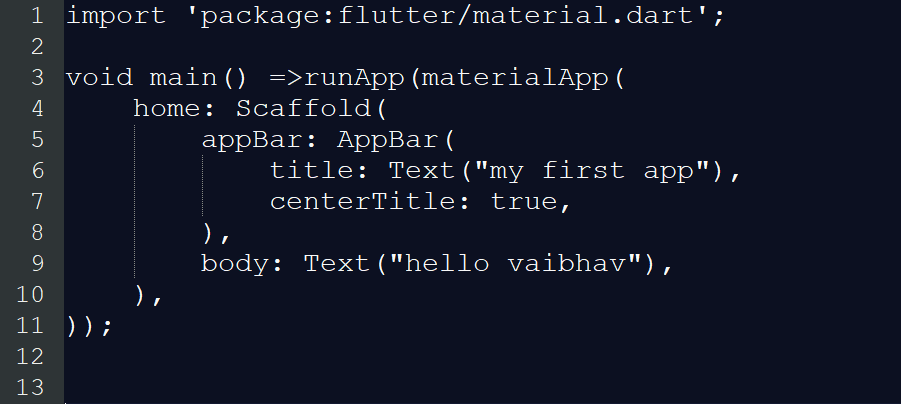 1 import 'package:flutter/material.dart';
2
3 void main() =>runApp(materialApp(
4     home: Scaffold(
5         appBar: AppBar(
6             title: Text("my first app"),
7             centerTitle: true,
8         ),
9         body: Text("hello vaibhav"),
10     ),
11 ));
12
13